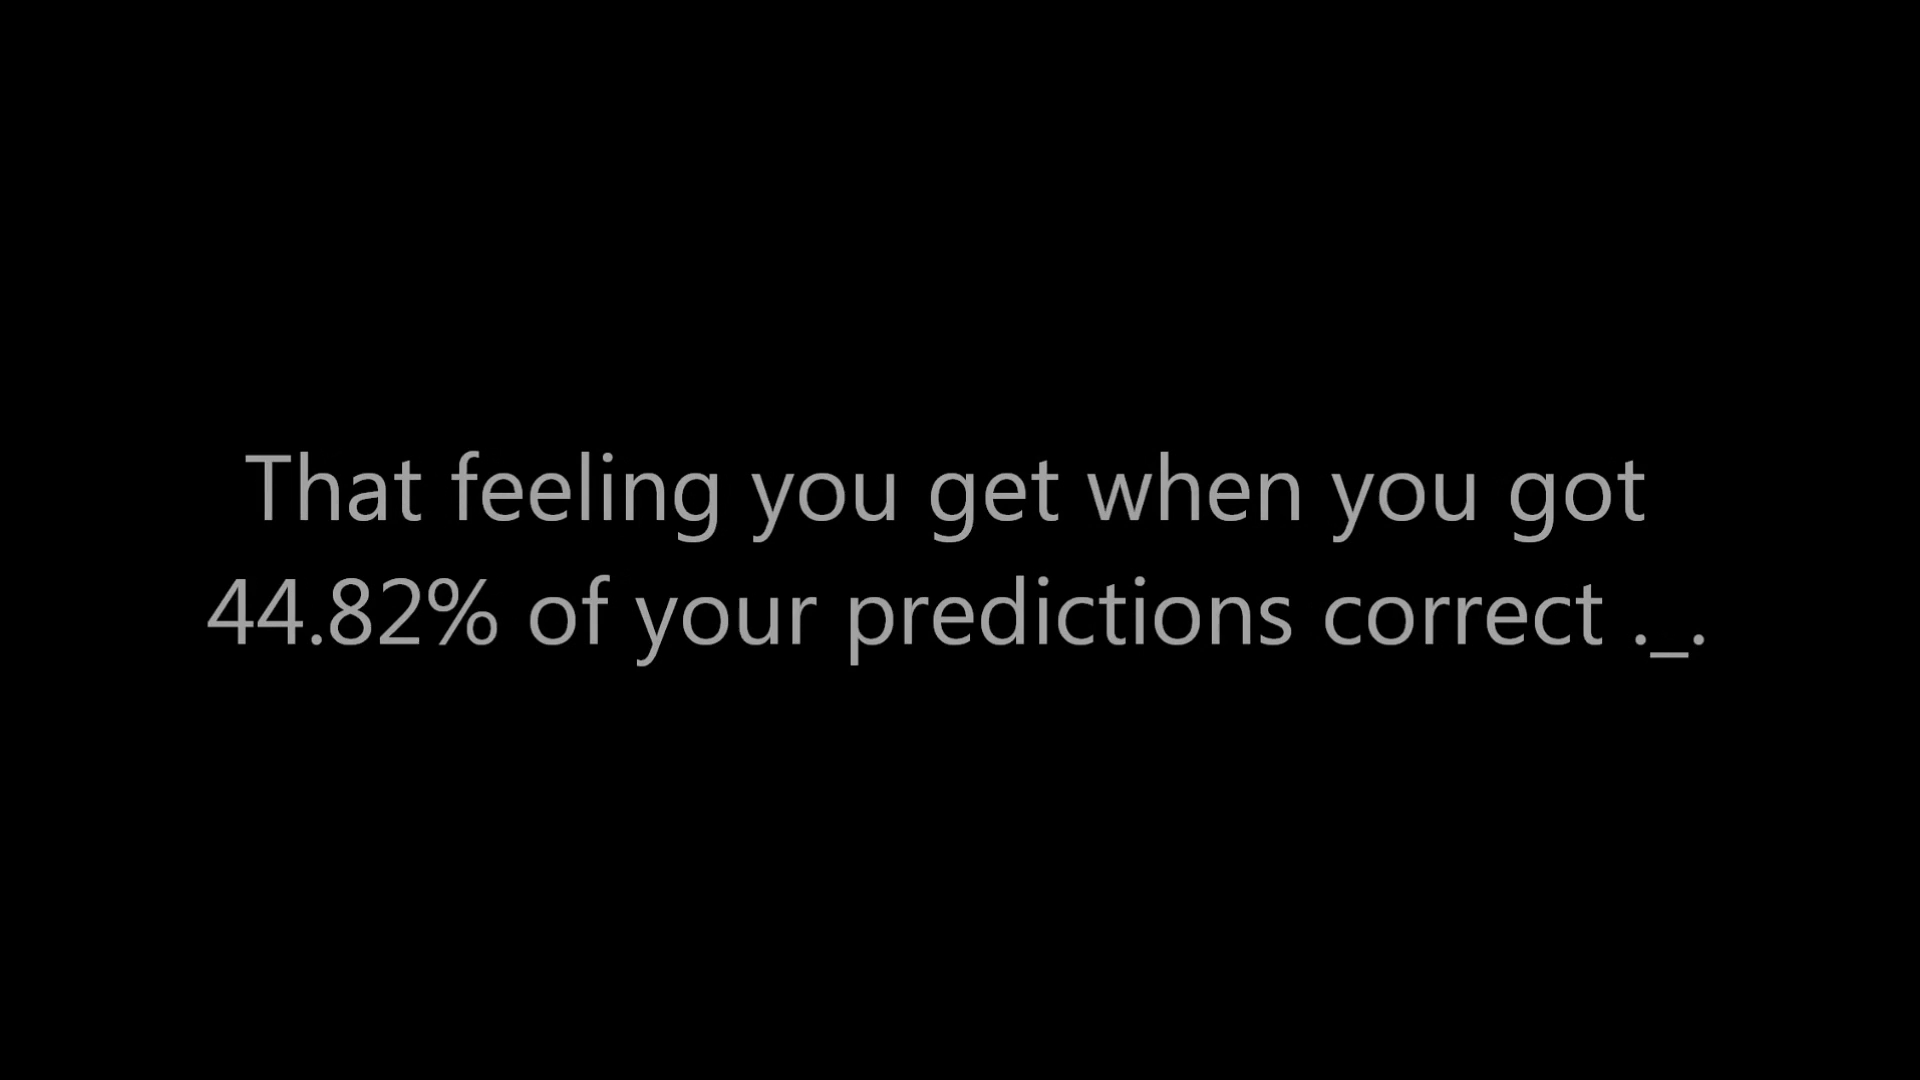 That feeling you get when you got
44.82% of your predictions correct ._.